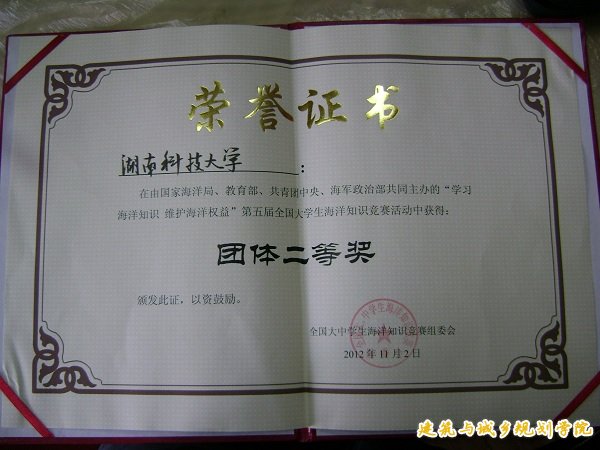 荣誉证书
湖南科技大学：
在由国家海洋局、教育部、共青团中央、海军政治部共同主办的“学习
海洋知识 维护海洋权益”第五届全国大学生海洋知识竞赛活动中获得：
团体二等奖
颁发此证，以资鼓励。
全国大中学生海洋知识竞赛组委会
2012年11月2日
建筑与城乡规划学院